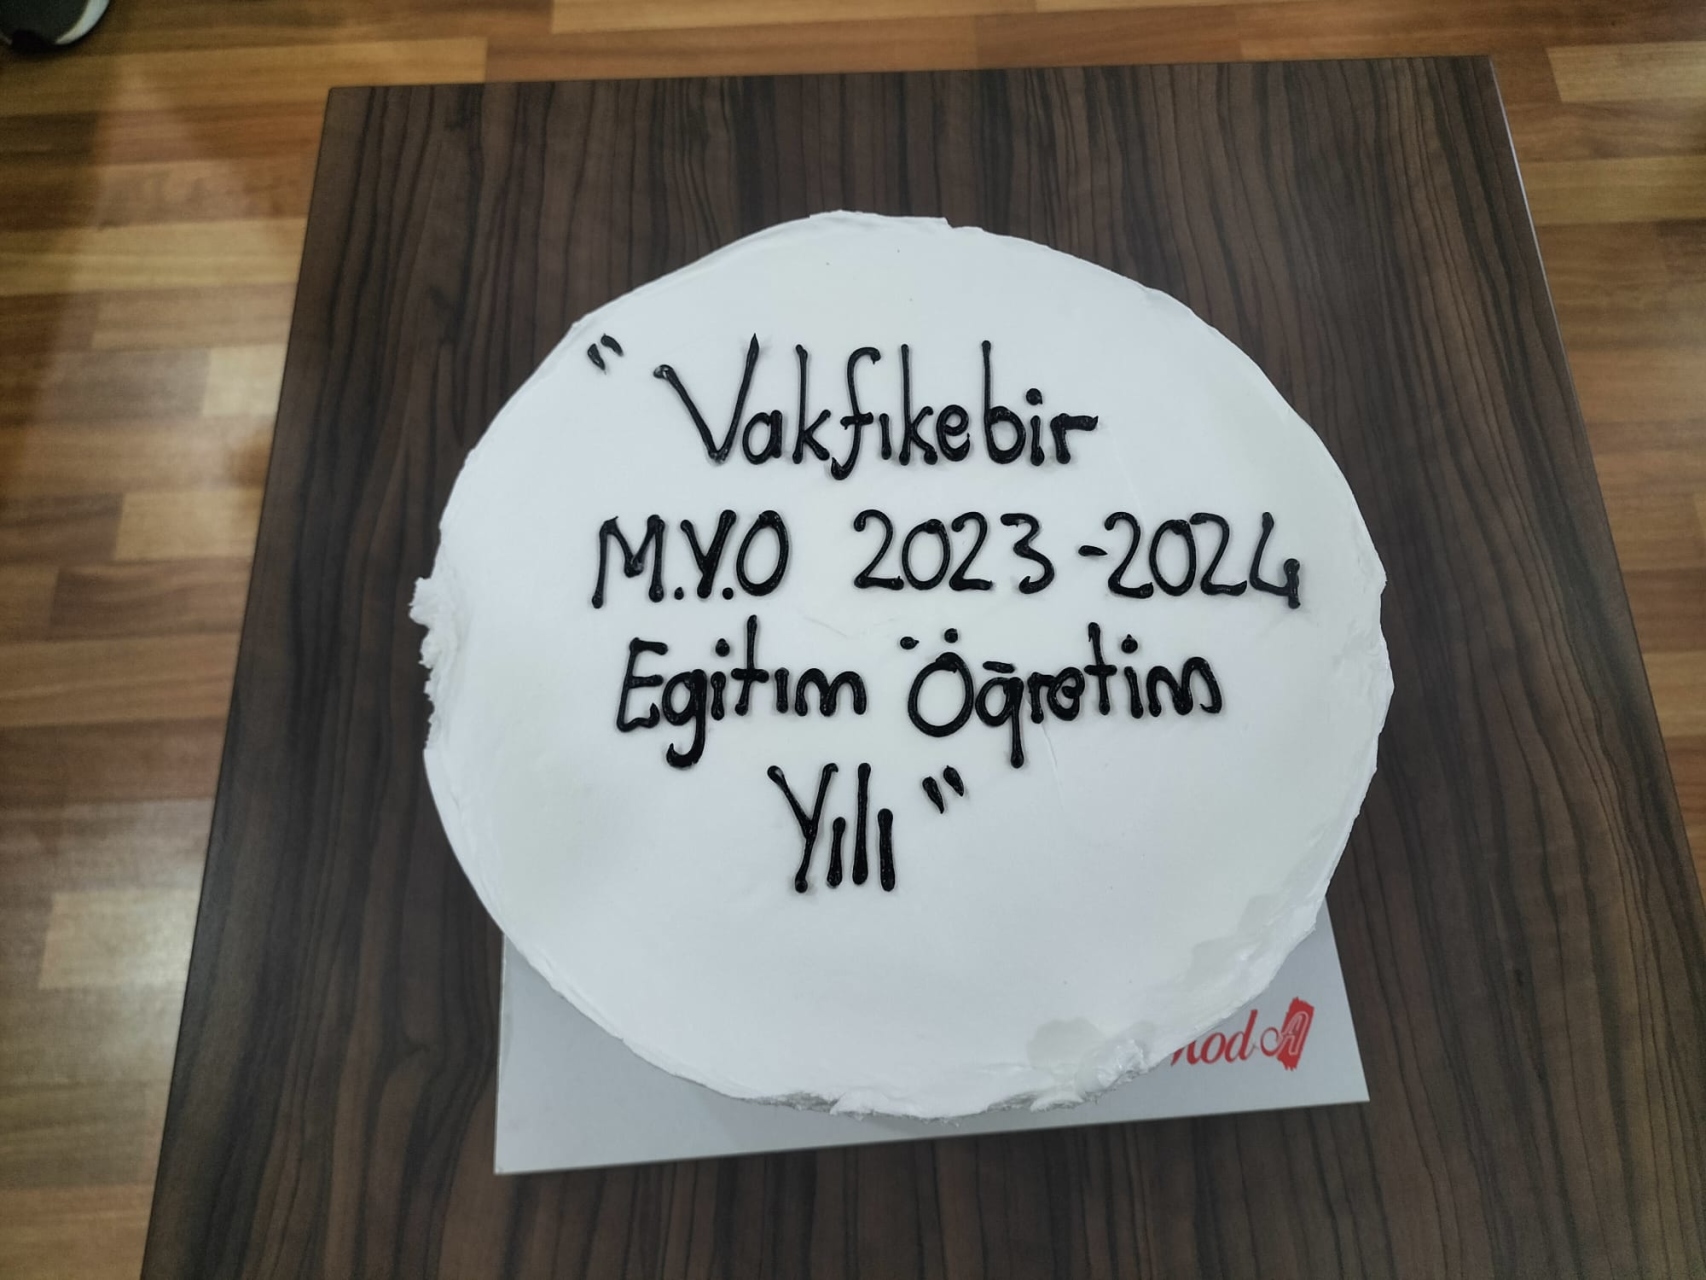 "Vakfıkebir
M.Y.O 2023-2024
Egitım Öğretim
Yılı"